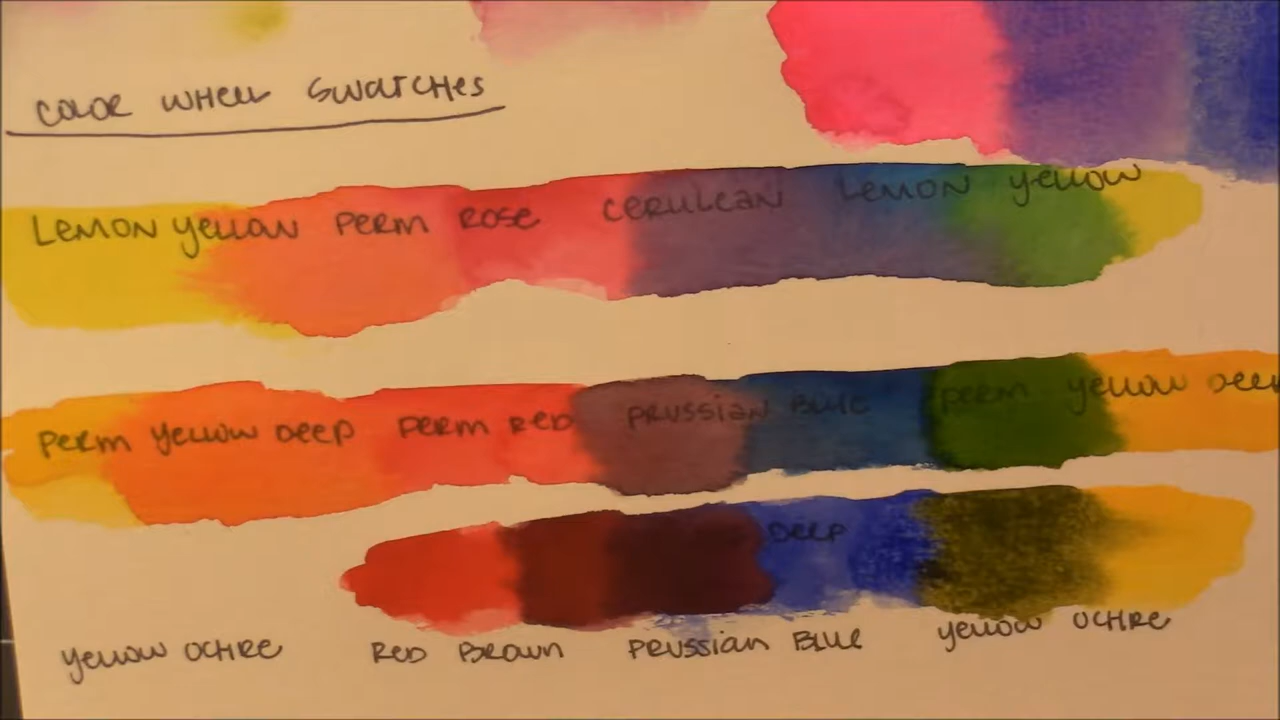 COLOR WHEEL SWATCHES
LEMON YELLOW PERM ROSE CERULEAN LEMON YELLOW
PERM YELLOW DEEP PERM RED PRUSSIAN BLUE PERM YELLOW DEEP
DEEP
YELLOW OCHRE RED BROWN PRUSSIAN BLUE YELLOW OCHRE